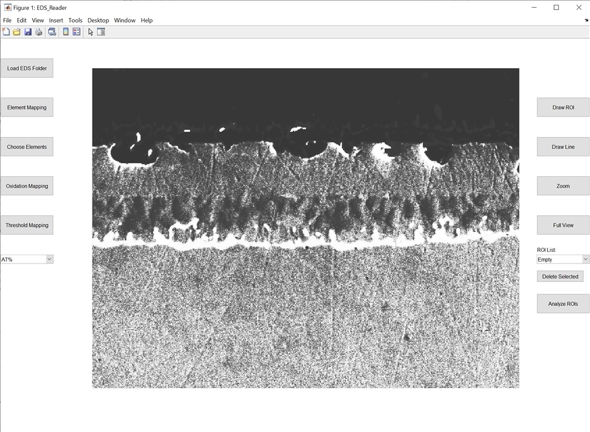 Figure 1: EDS_Reader
File Edit View Insert Tools Desktop Window Help
Load EDS Folder
Element Mapping
Choose Elements
Oxidation Mapping
Threshold Mapping
AT%
Draw ROI
Draw Line
Zoom
Full View
ROI List
Empty
Delete Selected
Analyze ROIs